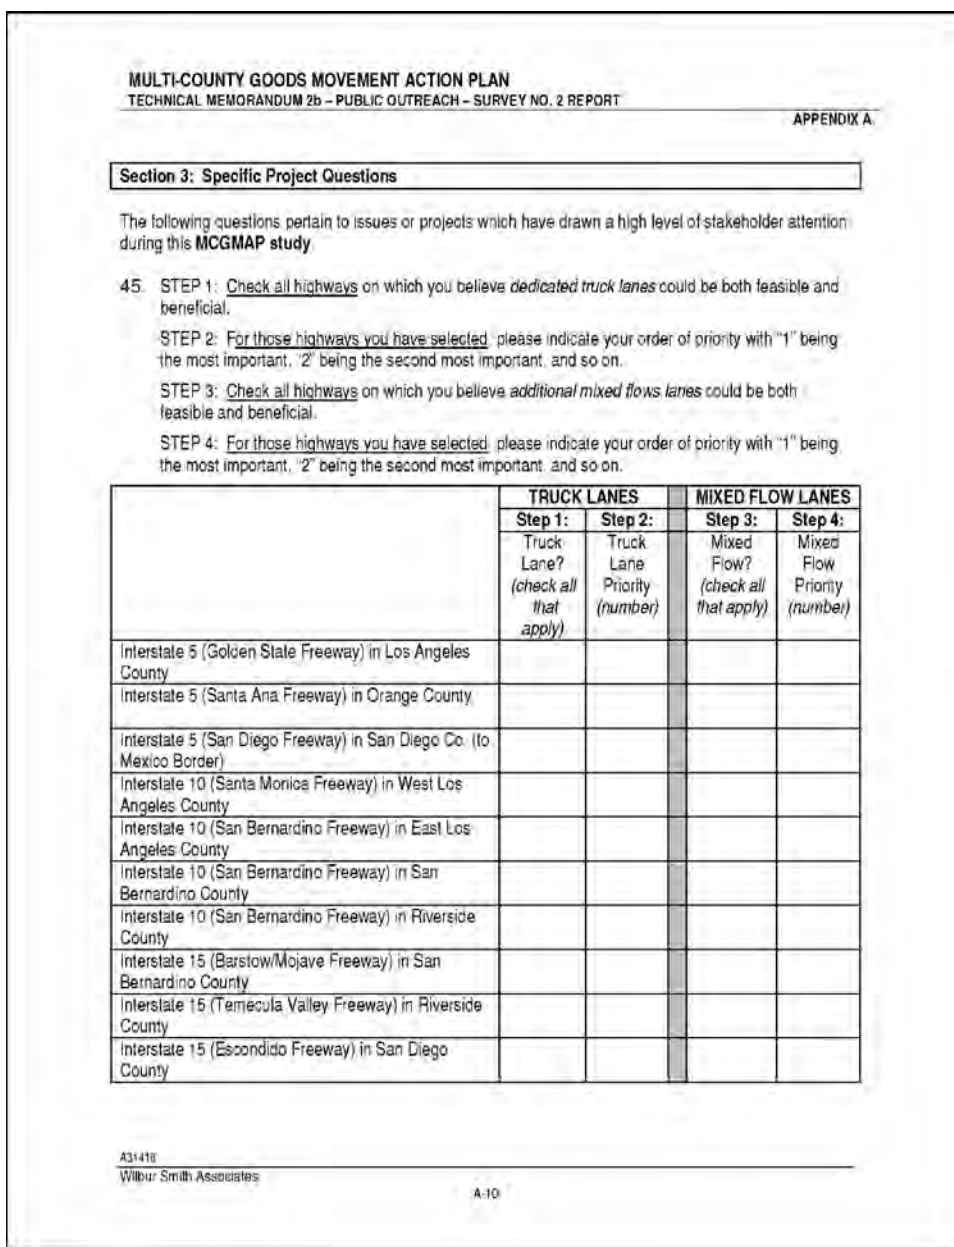 MULTI-COUNTY GOODS MOVEMENT ACTION PLAN
TECHNICAL MEMORANDUM 2b – PUBLIC OUTREACH – SURVEY NO. 2 REPORT
APPENDIX A
Section 3: Specific Project Questions
The following questions pertain to issues or projects which have drawn a high level of stakeholder attention
during this MCGMAP study
45. STEP 1: Check all highways on which you believe dedicated truck lanes could be both feasible and
beneficial.
STEP 2: For those highways you have selected, please indicate your order of priority with "1" being
the most important, "2" being the second most important, and so on.
STEP 3: Check all highways on which you believe additional mixed flows lanes could be both
feasible and beneficial.
STEP 4: For those highways you have selected, please indicate your order of priority with "1" being
the most important, "2" being the second most important, and so on.
TRUCK LANES MIXED FLOW LANES
Step 1: Step 2: Step 3: Step 4:
Truck Truck Mixed Mixed
Lane? Lane Flow? Flow
(check all Priority (check all Priority
that (number) that apply) (number)
apply)
Interstate 5 (Golden State Freeway) in Los Angeles
County
Interstate 5 (Santa Ana Freeway) in Orange County
Interstate 5 (San Diego Freeway) in San Diego Co. (to
Mexico Border)
Interstate 10 (Santa Monica Freeway) in West Los
Angeles County
Interstate 10 (San Bernardino Freeway) in East Los
Angeles County
Interstate 10 (San Bernardino Freeway) in San
Bernardino County
Interstate 10 (San Bernardino Freeway) in Riverside
County
Interstate 15 (Barstow/Mojave Freeway) in San
Bernardino County
Interstate 15 (Temecula Valley Freeway) in Riverside
County
Interstate 15 (Escondido Freeway) in San Diego
County
A31416
Wilbur Smith Associates
A-10